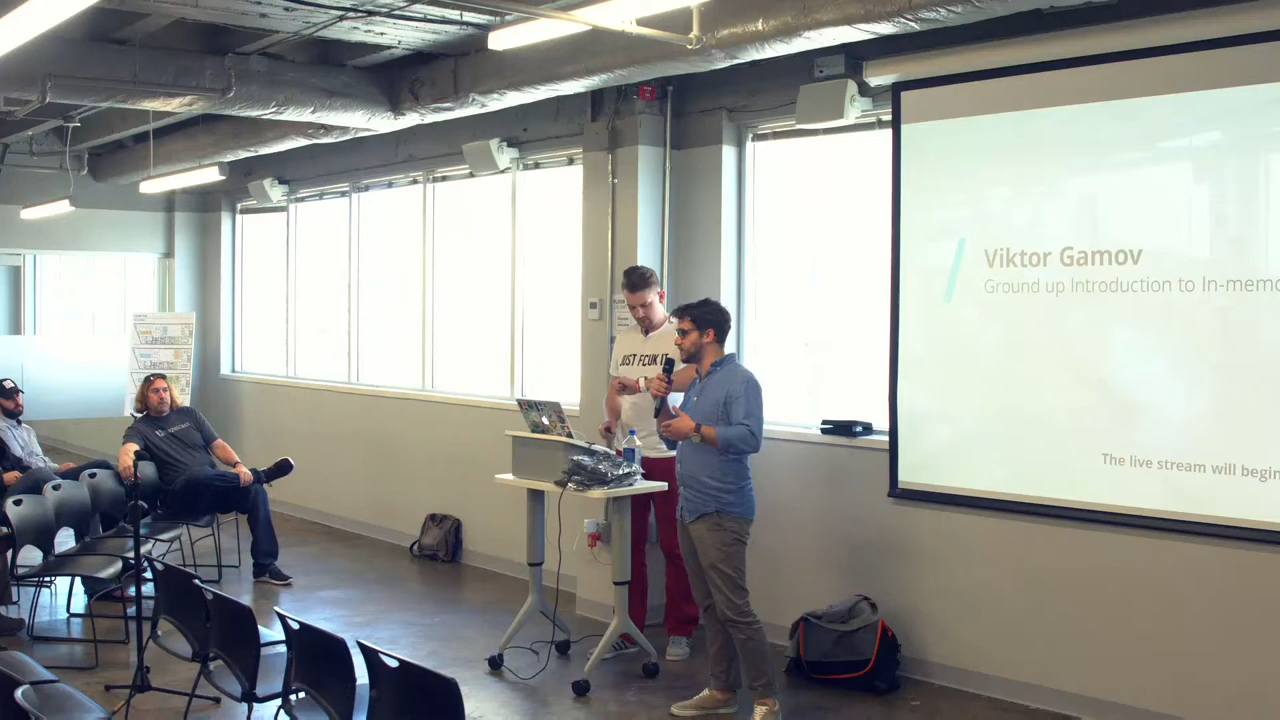 Viktor Gamov
Ground up Introduction to In-memo
The live stream will begin
JUST FCUK IT